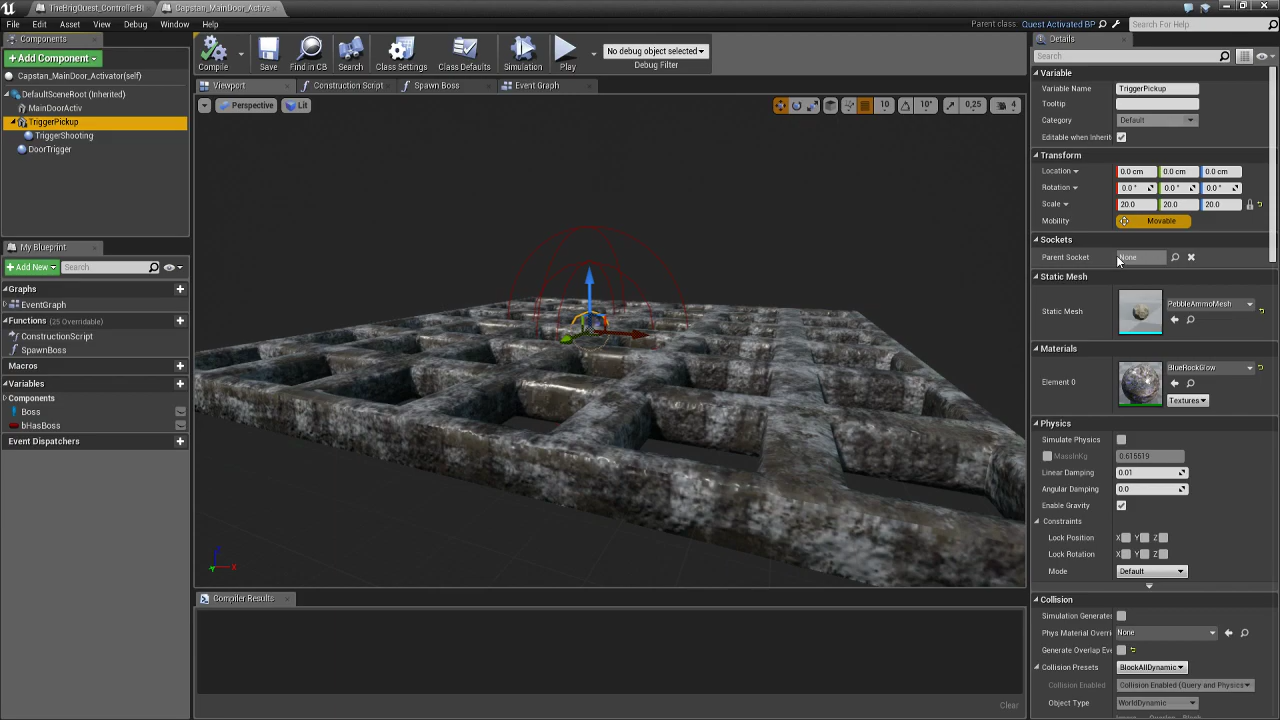 TheBrigQuest_ControllerBI
Capstan_MainDoor_Activa
File Edit Asset View Debug Window Help
Parent class: Quest Activated BP
Search For Help
Components
Add Component
Capstan_MainDoor_Activator(self)
DefaultSceneRoot (Inherited)
MainDoorActiv
TriggerPickup
TriggerShooting
DoorTrigger
My Blueprint
Add New
Search
Graphs
EventGraph
Functions (25 Overridable)
ConstructionScript
SpawnBoss
Macros
Variables
Components
Boss
bHasBoss
Event Dispatchers
Compile
Save
Find in CB
Search
Class Settings
Class Defaults
Simulation
Play
No debug object selected
Debug Filter
Viewport
Construction Script
Spawn Boss
Event Graph
Perspective
Lit
10
10°
0.25
4
Z
X
Compiler Results
Clear
Details
Search
Variable
Variable Name TriggerPickup
Tooltip
Category Default
Editable when Inherit
Transform
Location 0.0 cm 0.0 cm 0.0 cm
Rotation 0.0 ° 0.0 ° 0.0 °
Scale 20.0 20.0 20.0
Mobility Movable
Sockets
Parent Socket None
Static Mesh
Static Mesh PebbleAmmoMesh
Materials
Element 0 BlueRockGlow
Textures
Physics
Simulate Physics
MassInKg 0.615519
Linear Damping 0.01
Angular Damping 0.0
Enable Gravity
Constraints
Lock Position X Y Z
Lock Rotation X Y Z
Mode Default
Collision
Simulation Generates
Phys Material Overri None
Generate Overlap Eve
Collision Presets BlockAllDynamic
Collision Enabled Collision Enabled (Query and Physics
Object Type WorldDynamic